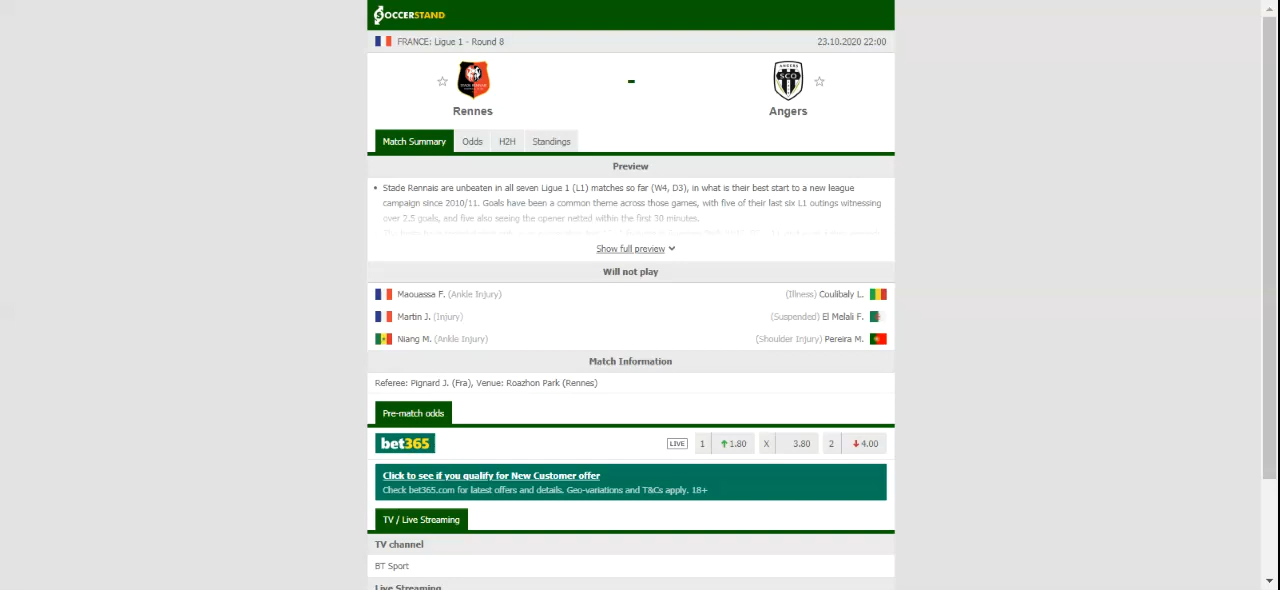 SOCCERSTAND
FRANCE: Ligue 1 - Round 8 23.10.2020 22:00
Rennes Angers
Match Summary Odds H2H Standings
Preview
• Stade Rennais are unbeaten in all seven Ligue 1 (L1) matches so far (W4, D3), in what is their best start to a new league
campaign since 2010/11. Goals have been a common theme across those games, with five of their last six L1 outings witnessing
over 2.5 goals, and five also seeing the opener netted within the first 30 minutes.
Show full preview
Will not play
Maouassa F. (Ankle Injury) (Illness) Coulibaly L.
Martin J. (Injury) (Suspended) El Melali F.
Niang M. (Ankle Injury) (Shoulder Injury) Pereira M.
Match Information
Referee: Pignard J. (Fra), Venue: Roazhon Park (Rennes)
Pre-match odds
bet365 LIVE 1 1.80 X 3.80 2 4.00
Click to see if you qualify for New Customer offer
Check bet365.com for latest offers and details. Geo-variations and T&Cs apply. 18+
TV / Live Streaming
TV channel
BT Sport
Live Streaming